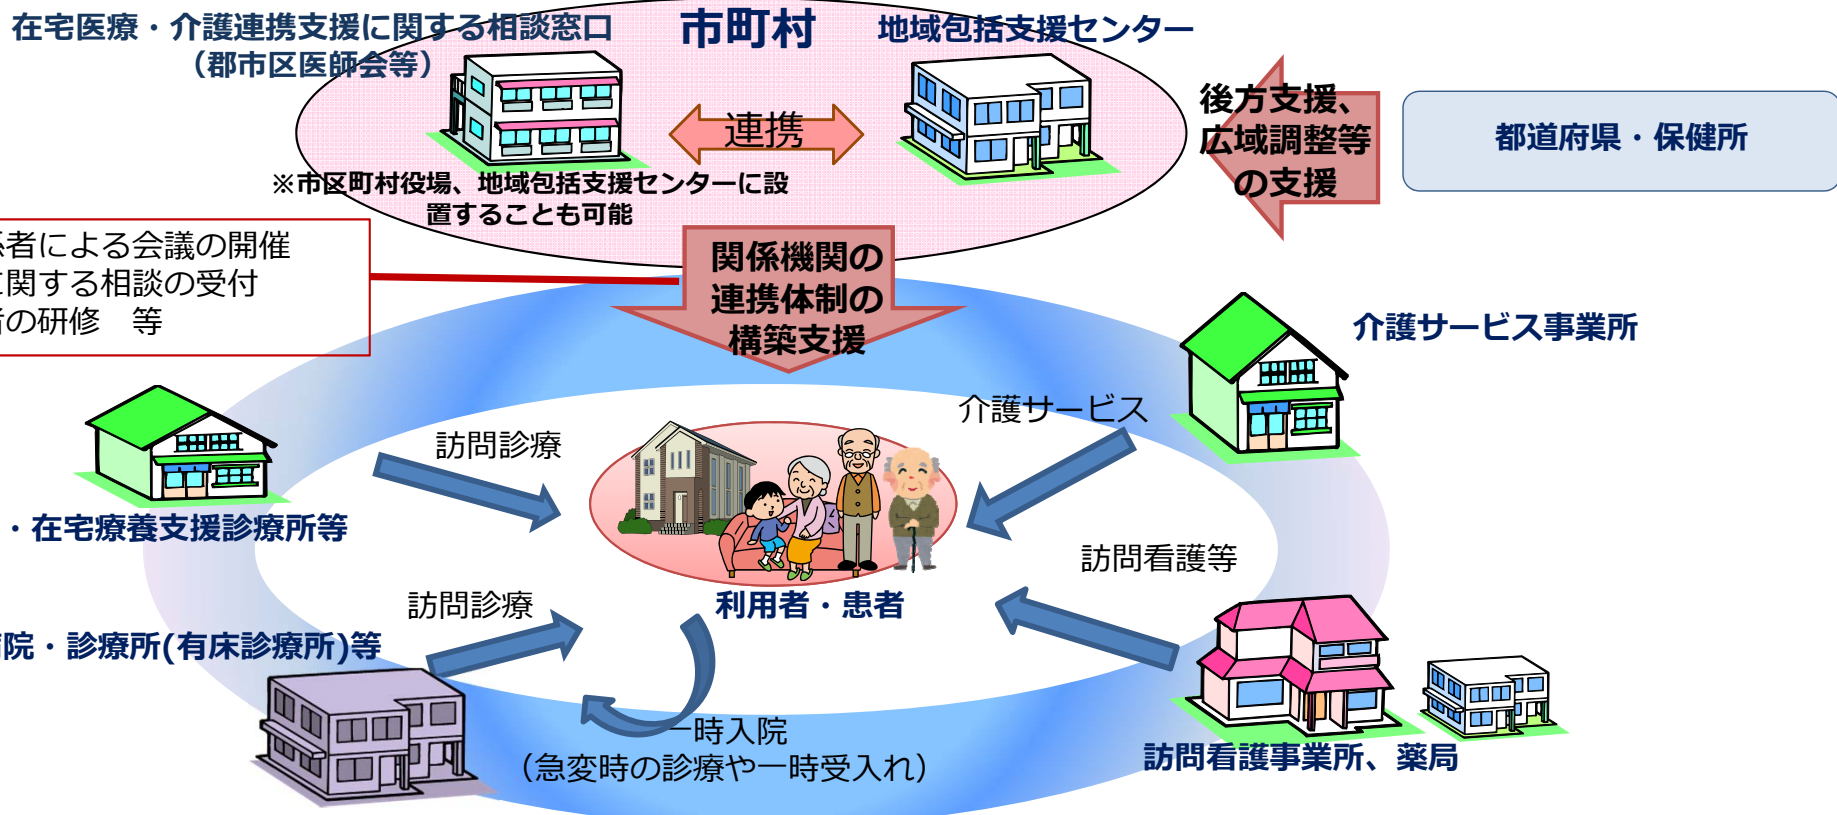 在宅医療・介護連携支援に関する相談窓口
（郡市区医師会等）
市町村
地域包括支援センター
連携
※市区町村役場、地域包括支援センターに設
置することも可能
後方支援、
広域調整等
の支援
都道府県・保健所
係者による会議の開催
に関する相談の受付
者の研修　等
関係機関の
連携体制の
構築支援
介護サービス事業所
介護サービス
訪問診療
・在宅療養支援診療所等
利用者・患者
訪問看護等
訪問診療
病院・診療所(有床診療所)等
一時入院
（急変時の診療や一時受入れ）
訪問看護事業所、薬局